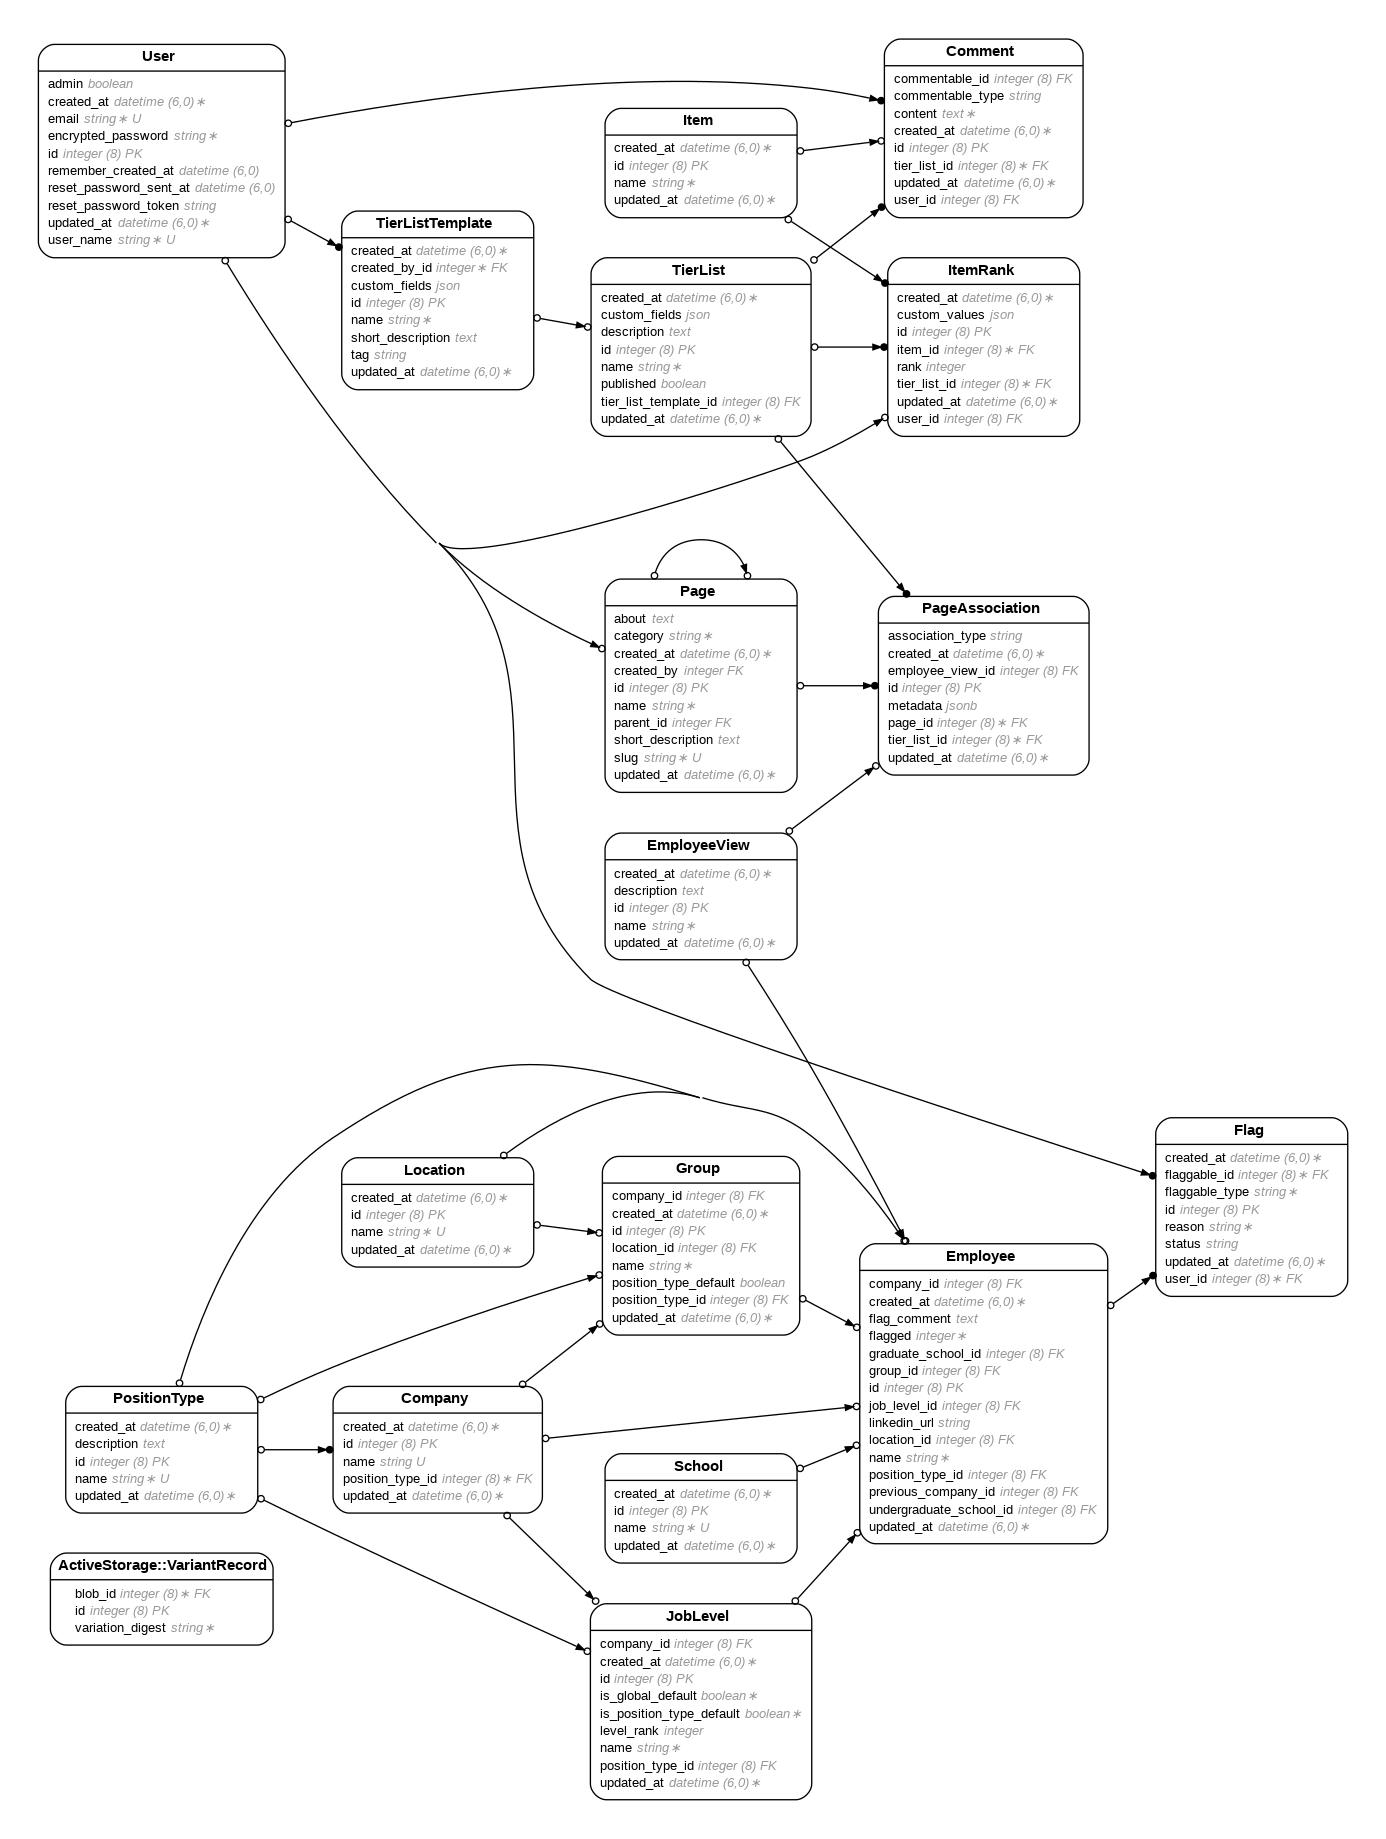 User
admin boolean
created_at datetime (6,0)∗
email string∗ U
encrypted_password string∗
id integer (8) PK
remember_created_at datetime (6,0)
reset_password_sent_at datetime (6,0)
reset_password_token string
updated_at datetime (6,0)∗
user_name string∗ U
Comment
commentable_id integer (8) FK
commentable_type string
content text∗
created_at datetime (6,0)∗
id integer (8) PK
tier_list_id integer (8)∗ FK
updated_at datetime (6,0)∗
user_id integer (8) FK
Item
created_at datetime (6,0)∗
id integer (8) PK
name string∗
updated_at datetime (6,0)∗
TierListTemplate
created_at datetime (6,0)∗
created_by_id integer∗ FK
custom_fields json
id integer (8) PK
name string∗
short_description text
tag string
updated_at datetime (6,0)∗
TierList
created_at datetime (6,0)∗
custom_fields json
description text
id integer (8) PK
name string∗
published boolean
tier_list_template_id integer (8) FK
updated_at datetime (6,0)∗
ItemRank
created_at datetime (6,0)∗
custom_values json
id integer (8) PK
item_id integer (8)∗ FK
rank integer
tier_list_id integer (8)∗ FK
updated_at datetime (6,0)∗
user_id integer (8) FK
Page
about text
category string∗
created_at datetime (6,0)∗
created_by integer FK
id integer (8) PK
name string∗
parent_id integer FK
short_description text
slug string∗ U
updated_at datetime (6,0)∗
PageAssociation
association_type string
created_at datetime (6,0)∗
employee_view_id integer (8) FK
id integer (8) PK
metadata jsonb
page_id integer (8)∗ FK
tier_list_id integer (8)∗ FK
updated_at datetime (6,0)∗
EmployeeView
created_at datetime (6,0)∗
description text
id integer (8) PK
name string∗
updated_at datetime (6,0)∗
Flag
created_at datetime (6,0)∗
flaggable_id integer (8)∗ FK
flaggable_type string∗
id integer (8) PK
reason string∗
status string
updated_at datetime (6,0)∗
user_id integer (8)∗ FK
Location
created_at datetime (6,0)∗
id integer (8) PK
name string∗ U
updated_at datetime (6,0)∗
Group
company_id integer (8) FK
created_at datetime (6,0)∗
id integer (8) PK
location_id integer (8) FK
name string∗
position_type_default boolean
position_type_id integer (8) FK
updated_at datetime (6,0)∗
Employee
company_id integer (8) FK
created_at datetime (6,0)∗
flag_comment text
flagged integer∗
graduate_school_id integer (8) FK
group_id integer (8) FK
id integer (8) PK
job_level_id integer (8) FK
linkedin_url string
location_id integer (8) FK
name string∗
position_type_id integer (8) FK
previous_company_id integer (8) FK
undergraduate_school_id integer (8) FK
updated_at datetime (6,0)∗
PositionType
created_at datetime (6,0)∗
description text
id integer (8) PK
name string∗ U
updated_at datetime (6,0)∗
Company
created_at datetime (6,0)∗
id integer (8) PK
name string U
position_type_id integer (8)∗ FK
updated_at datetime (6,0)∗
School
created_at datetime (6,0)∗
id integer (8) PK
name string∗ U
updated_at datetime (6,0)∗
ActiveStorage::VariantRecord
blob_id integer (8)∗ FK
id integer (8) PK
variation_digest string∗
JobLevel
company_id integer (8) FK
created_at datetime (6,0)∗
id integer (8) PK
is_global_default boolean∗
is_position_type_default boolean∗
level_rank integer
name string∗
position_type_id integer (8) FK
updated_at datetime (6,0)∗